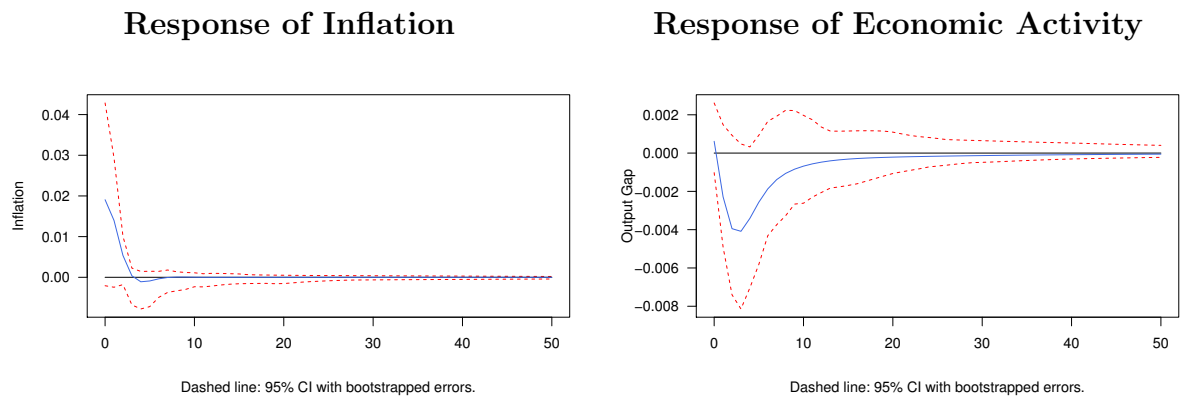 Response of Inflation
Inflation
0.04
0.03
0.02
0.01
0.00
0 10 20 30 40 50
Dashed line: 95% CI with bootstrapped errors.
Response of Economic Activity
Output Gap
0.002
0.000
−0.002
−0.004
−0.006
−0.008
0 10 20 30 40 50
Dashed line: 95% CI with bootstrapped errors.